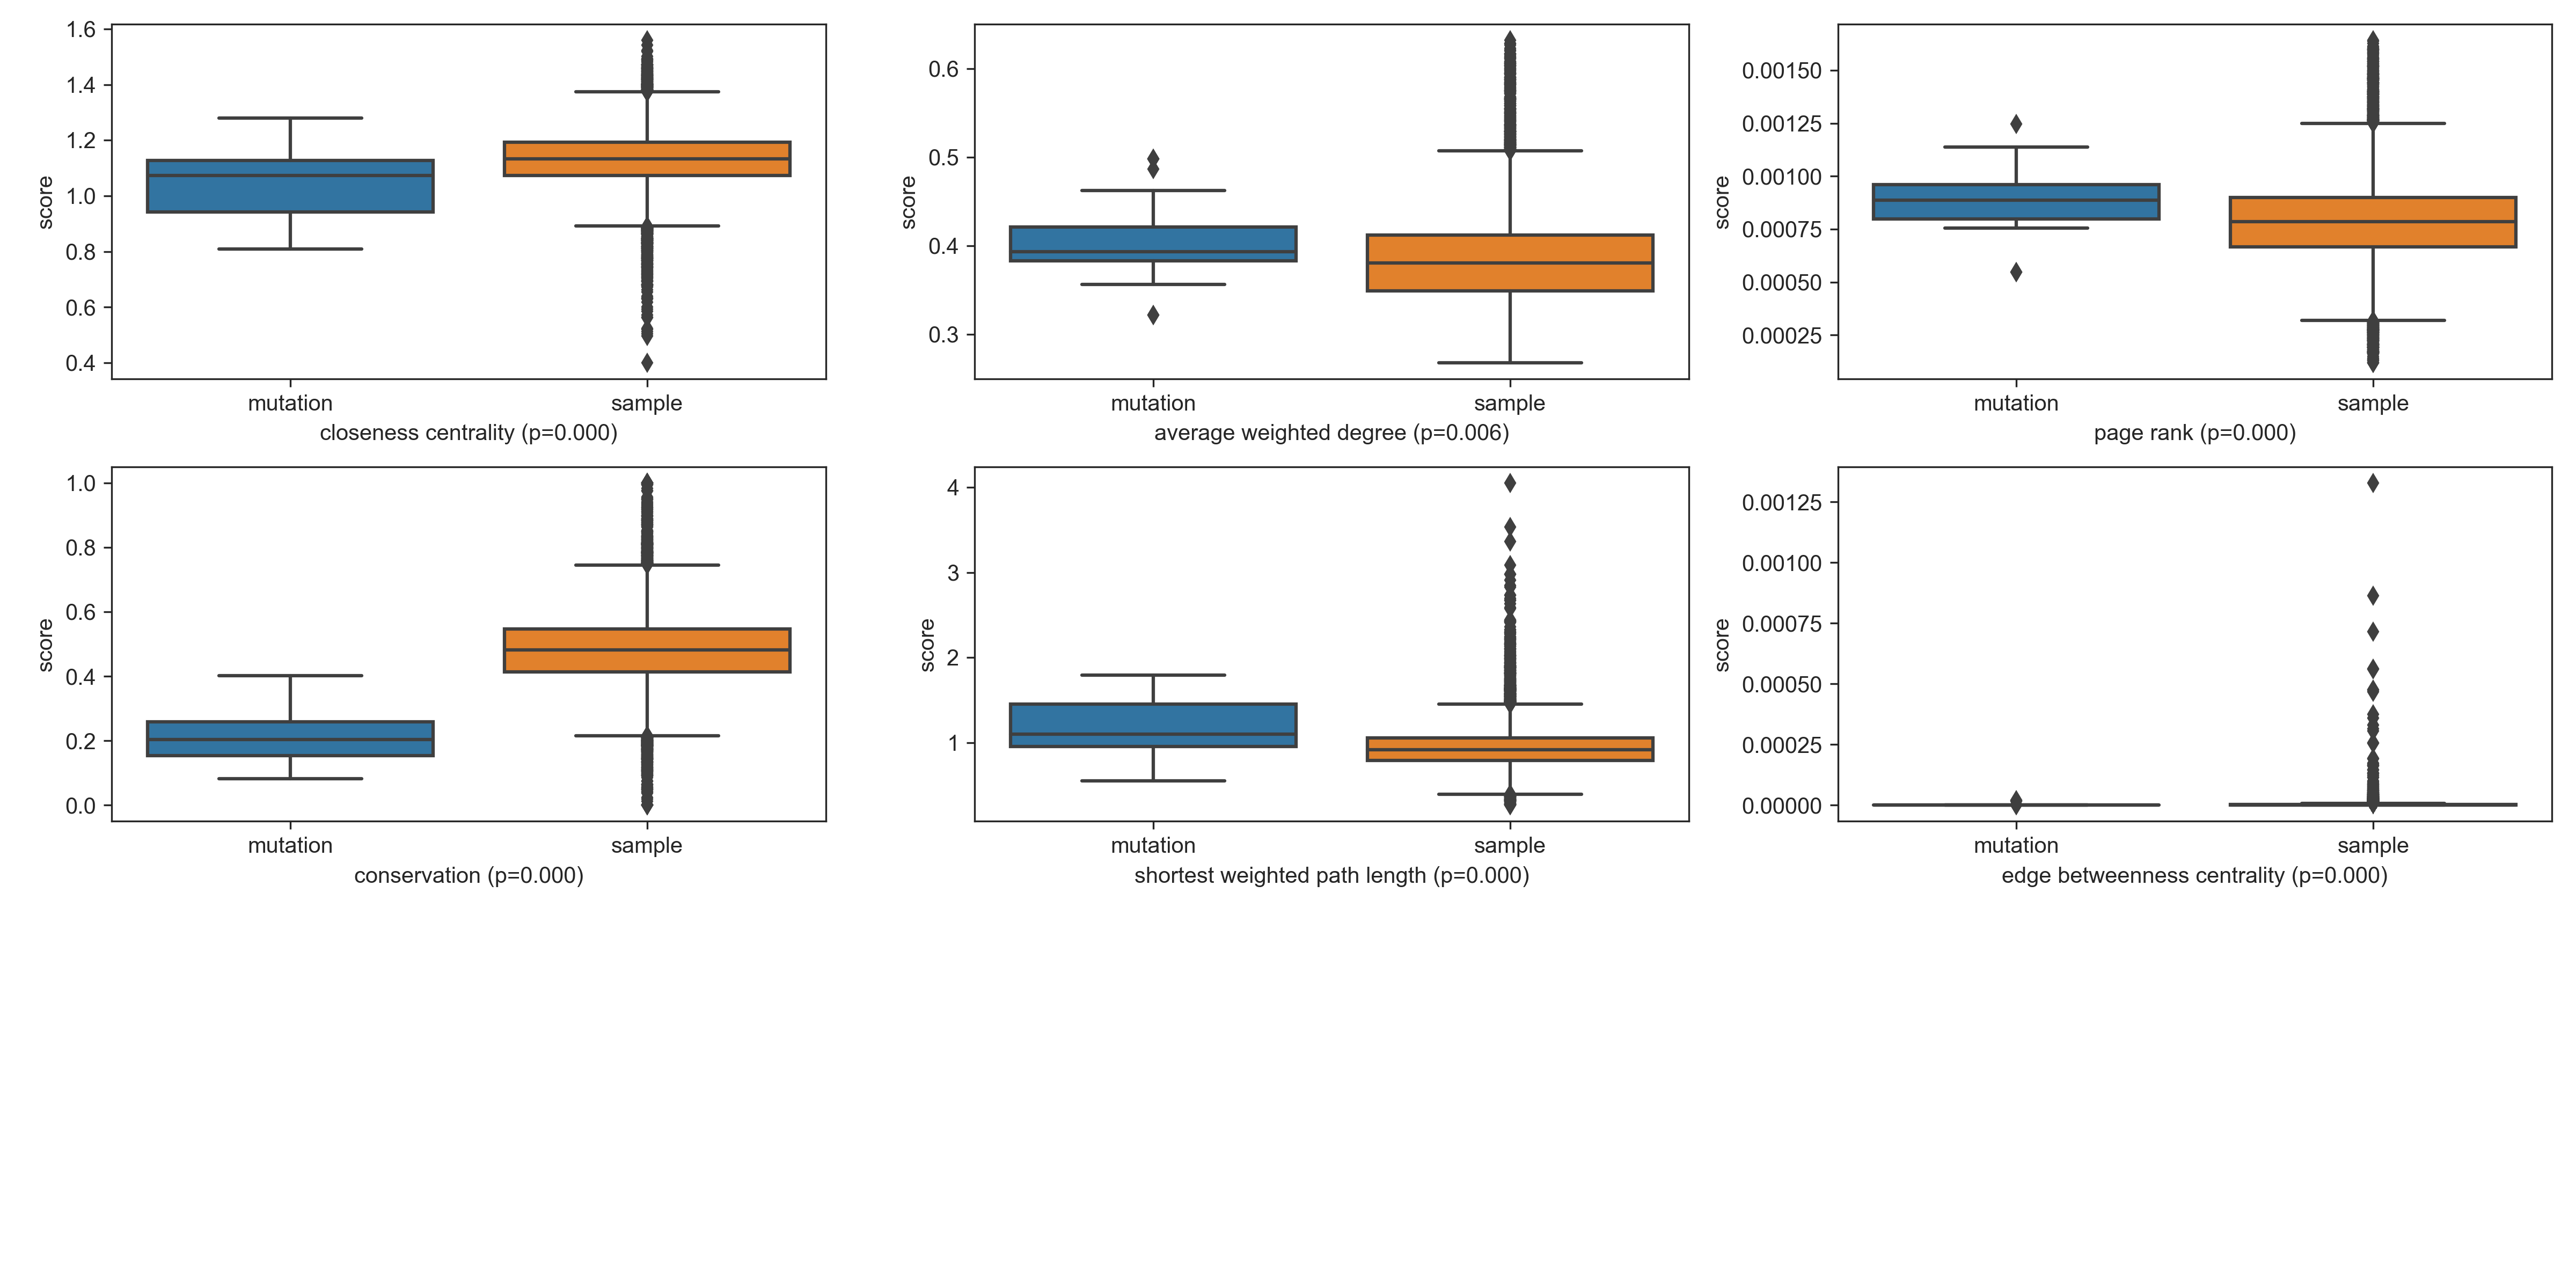 1.6
1.4
1.2
1.0
0.8
0.6
0.4
score
mutation sample
closeness centrality (p=0.000)
0.6
0.5
0.4
0.3
score
mutation sample
average weighted degree (p=0.006)
0.00150
0.00125
0.00100
0.00075
0.00050
0.00025
score
mutation sample
page rank (p=0.000)
1.0
0.8
0.6
0.4
0.2
0.0
score
mutation sample
conservation (p=0.000)
4
3
2
1
score
mutation sample
shortest weighted path length (p=0.000)
0.00125
0.00100
0.00075
0.00050
0.00025
0.00000
score
mutation sample
edge betweenness centrality (p=0.000)